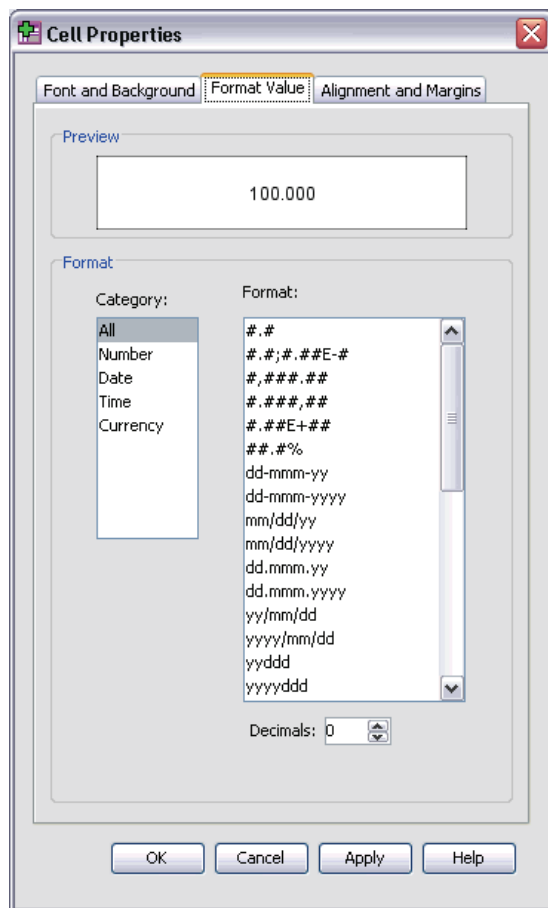 Cell Properties
Font and Background
Format Value
Alignment and Margins
Preview
100.000
Format
Category:
All
Number
Date
Time
Currency
Format:
#.#
#.#;#.##E-#
#,###.##
#.###,##
#.##E+##
##.#%
dd-mmm-yy
dd-mmm-yyyy
mm/dd/yy
mm/dd/yyyy
dd.mmm.yy
dd.mmm.yyyy
yy/mm/dd
yyyy/mm/dd
yyddd
yyyyddd
Decimals: 0
OK
Cancel
Apply
Help